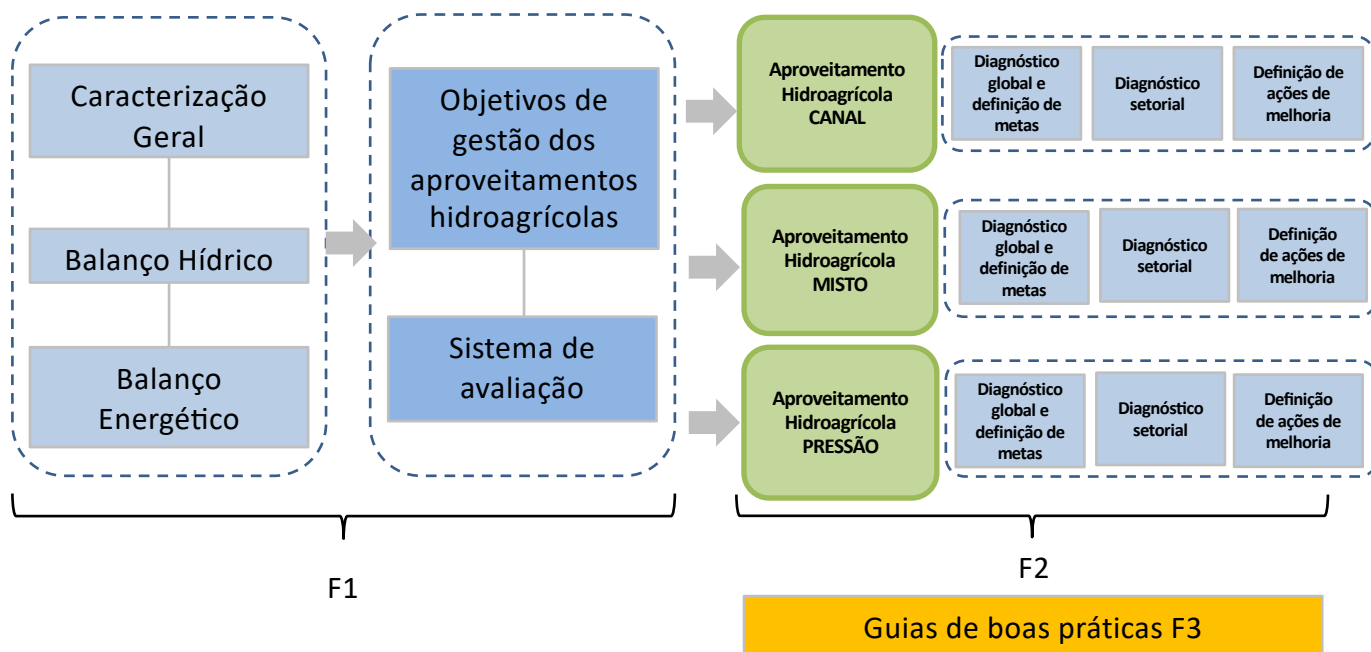 Caracterização
Geral
Balanço Hídrico
Balanço
Energético
Objetivos de
gestão dos
aproveitamentos
hidroagrícolas
Sistema de
avaliação
F1
Aproveitamento
Hidroagrícola
CANAL
Diagnóstico
global e
definição de
metas
Diagnóstico
setorial
Definição de
ações de
melhoria
Aproveitamento
Hidroagrícola
MISTO
Diagnóstico
global e
definição de
metas
Diagnóstico
setorial
Definição
de ações de
melhoria
Aproveitamento
Hidroagrícola
PRESSÃO
Diagnóstico
global e
definição de
metas
Diagnóstico
setorial
Definição
de ações de
melhoria
F2
Guias de boas práticas F3